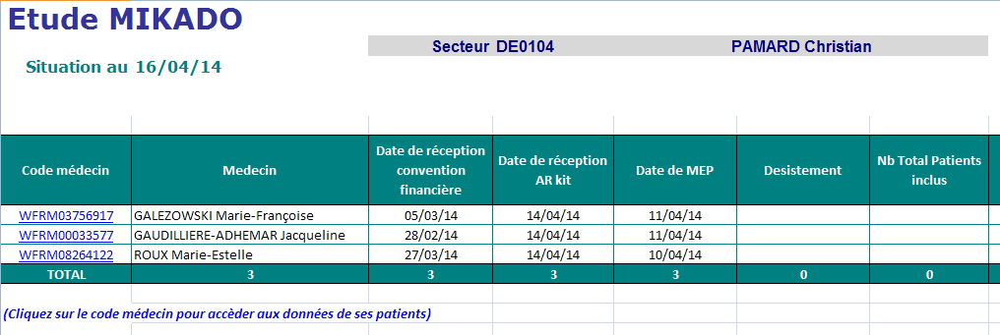 Etude MIKADO
Secteur DE0104 PAMARD Christian
Situation au 16/04/14
Code médecin Medecin Date de réception convention financière Date de réception AR kit Date de MEP Desistement Nb Total Patients inclus
WFRM03756917 GALEZOWSKI Marie-Françoise 05/03/14 14/04/14 11/04/14
WFRM00033577 GAUDILLIERE-ADHEMAR Jacqueline 28/02/14 14/04/14 11/04/14
WFRM08264122 ROUX Marie-Estelle 27/03/14 14/04/14 10/04/14
TOTAL 3 3 3 3 0 0
(Cliquez sur le code médecin pour accèder aux données de ses patients)